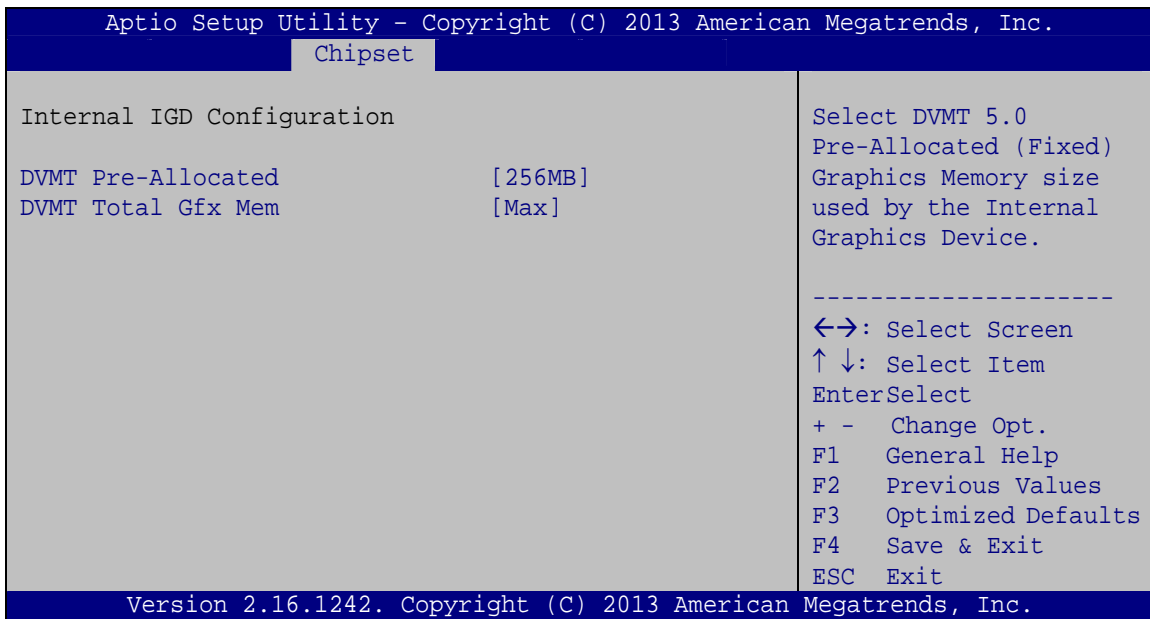 Aptio Setup Utility – Copyright (C) 2013 American Megatrends, Inc.
Chipset
Internal IGD Configuration
DVMT Pre-Allocated [256MB]
DVMT Total Gfx Mem [Max]
Select DVMT 5.0
Pre-Allocated (Fixed)
Graphics Memory size
used by the Internal
Graphics Device.
---------------------
←→: Select Screen
↑ ↓: Select Item
EnterSelect
+ - Change Opt.
F1 General Help
F2 Previous Values
F3 Optimized Defaults
F4 Save & Exit
ESC Exit
Version 2.16.1242. Copyright (C) 2013 American Megatrends, Inc.